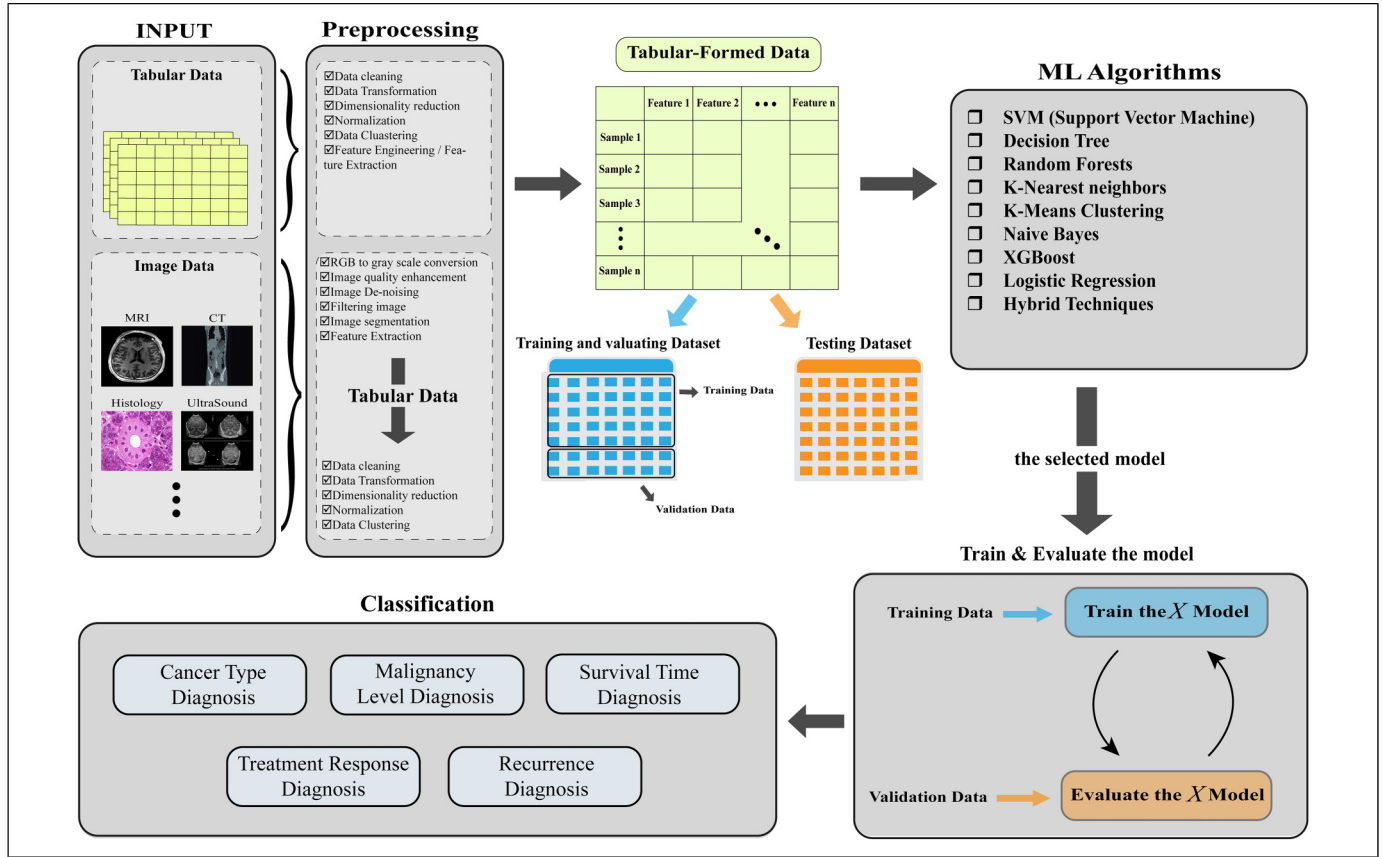 INPUT
Tabular Data
Image Data
MRI
CT
Histology
UltraSound
Preprocessing
☑Data cleaning
☑Data Transformation
☑Dimensionality reduction
☑Normalization
☑Data Cluastering
☑Feature Engineering / Fea-
ture Extraction
☑RGB to gray scale conversion
☑Image quality enhancement
☑Image De-noising
☑Filtering image
☑Image segmentation
☑Feature Extraction
Tabular Data
☑Data cleaning
☑Data Transformation
☑Dimensionality reduction
☑Normalization
☑Data Clustering
Tabular-Formed Data
Feature 1 Feature 2 ••• Feature n
Sample 1
Sample 2
Sample 3
Sample n
Training and valuating Dataset
Training Data
Validation Data
Testing Dataset
ML Algorithms
❒ SVM (Support Vector Machine)
❒ Decision Tree
❒ Random Forests
❒ K-Nearest neighbors
❒ K-Means Clustering
❒ Naive Bayes
❒ XGBoost
❒ Logistic Regression
❒ Hybrid Techniques
the selected model
Train & Evaluate the model
Training Data
Train the X Model
Validation Data
Evaluate the X Model
Classification
Cancer Type
Diagnosis
Malignancy
Level Diagnosis
Survival Time
Diagnosis
Treatment Response
Diagnosis
Recurrence
Diagnosis